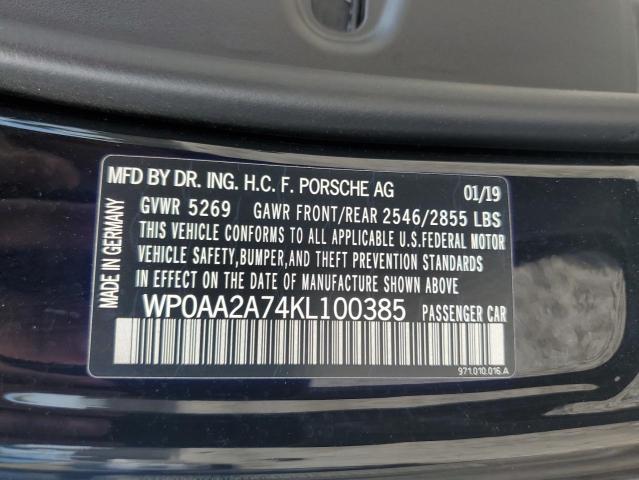 MFD BY DR. ING. H.C. F. PORSCHE AG 01/19
GVWR 5269 GAWR FRONT/REAR 2546/2855 LBS
THIS VEHICLE CONFORMS TO ALL APPLICABLE U.S.FEDERAL MOTOR
VEHICLE SAFETY,BUMPER,AND THEFT PREVENTION STANDARDS
IN EFFECT ON THE DATE OF MANUFACTURE SHOWN ABOVE.
WP0AA2A74KL100385 PASSENGER CAR
971.010.016.A
MADE IN GERMANY